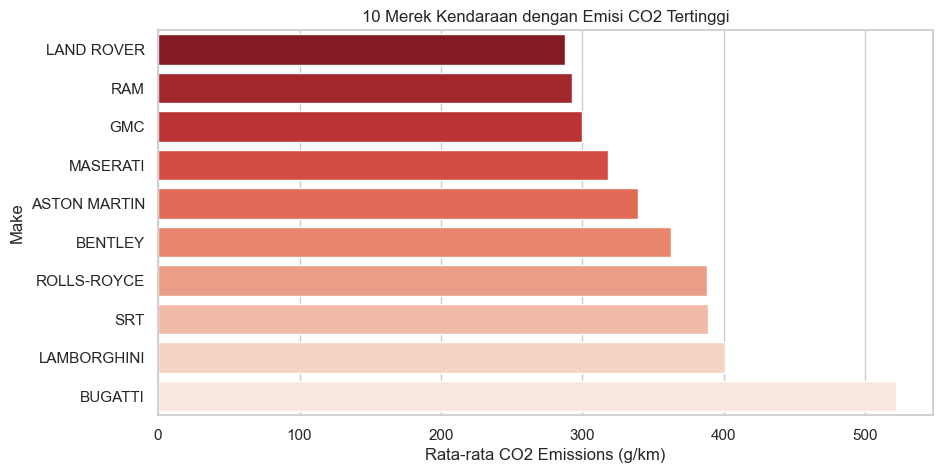 10 Merek Kendaraan dengan Emisi CO2 Tertinggi
LAND ROVER
RAM
GMC
MASERATI
ASTON MARTIN
BENTLEY
ROLLS-ROYCE
SRT
LAMBORGHINI
BUGATTI
Make
0 100 200 300 400 500
Rata-rata CO2 Emissions (g/km)